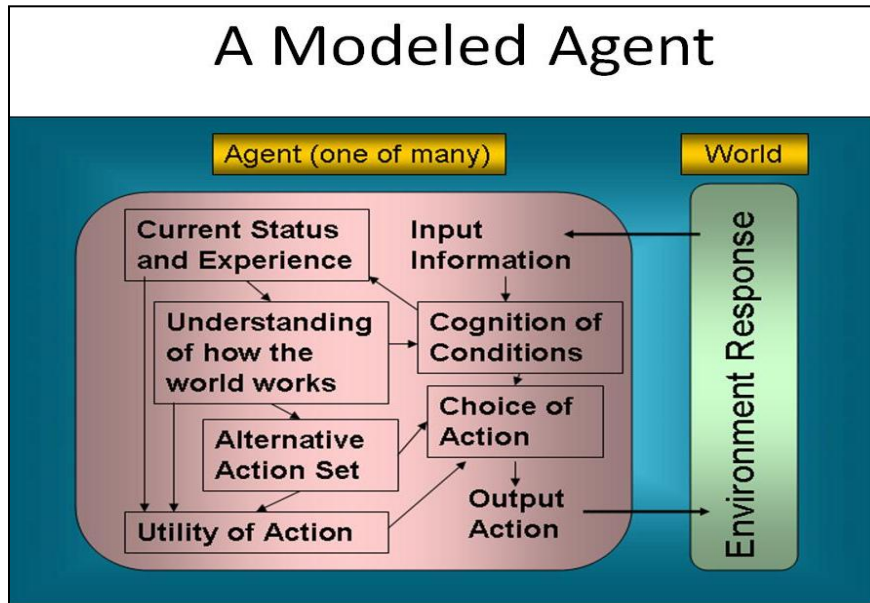 A Modeled Agent
Agent (one of many)
World
Current Status
and Experience
Input
Information
Understanding
of how the
world works
Cognition of
Conditions
Alternative
Action Set
Choice of
Action
Utility of Action
Output
Action
Environment Response